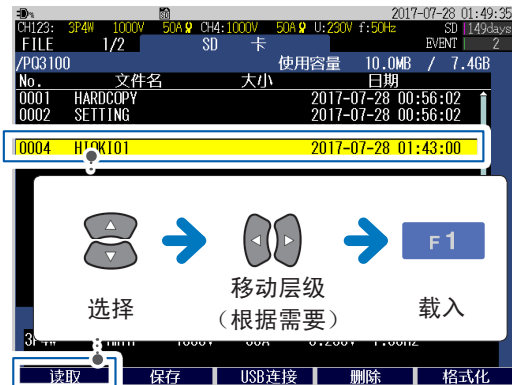 2017-07-28 01:49:35
CH123: 3P4W 1000V 50A CH4:1000V 50A U:230V f:50Hz SD 149days
FILE 1/2 SD 卡 EVENT 2
/PQ3100 使用容量 10.0MB / 7.4GB
No. 文件名 大小 日期
0001 HARDCOPY 2017-07-28 00:56:02
0002 SETTING 2017-07-28 00:56:02
0004 HIOKI01 2017-07-28 01:43:00
F1
选择 移动层级 载入
(根据需要)
读取 保存 USB连接 删除 格式化